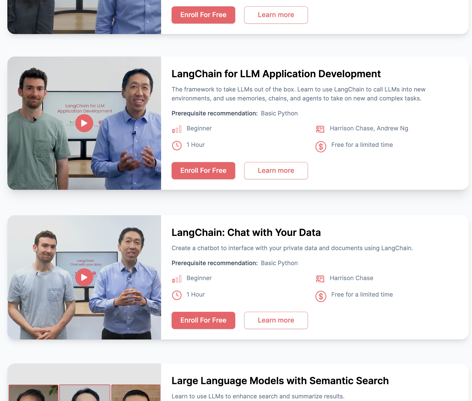 Enroll For Free Learn more
LangChain for LLM Application Development
The framework to take LLMs out of the box. Learn to use LangChain to call LLMs into new
environments, and use memories, chains, and agents to take on new and complex tasks.
Prerequisite recommendation: Basic Python
Beginner Harrison Chase, Andrew Ng
1 Hour Free for a limited time
Enroll For Free Learn more
LangChain for LLM
Application Development
LangChain: Chat with Your Data
Create a chatbot to interface with your private data and documents using LangChain.
Prerequisite recommendation: Basic Python
Beginner Harrison Chase
1 Hour Free for a limited time
Enroll For Free Learn more
Large Language Models with Semantic Search
Learn to use LLMs to enhance search and summarize results.